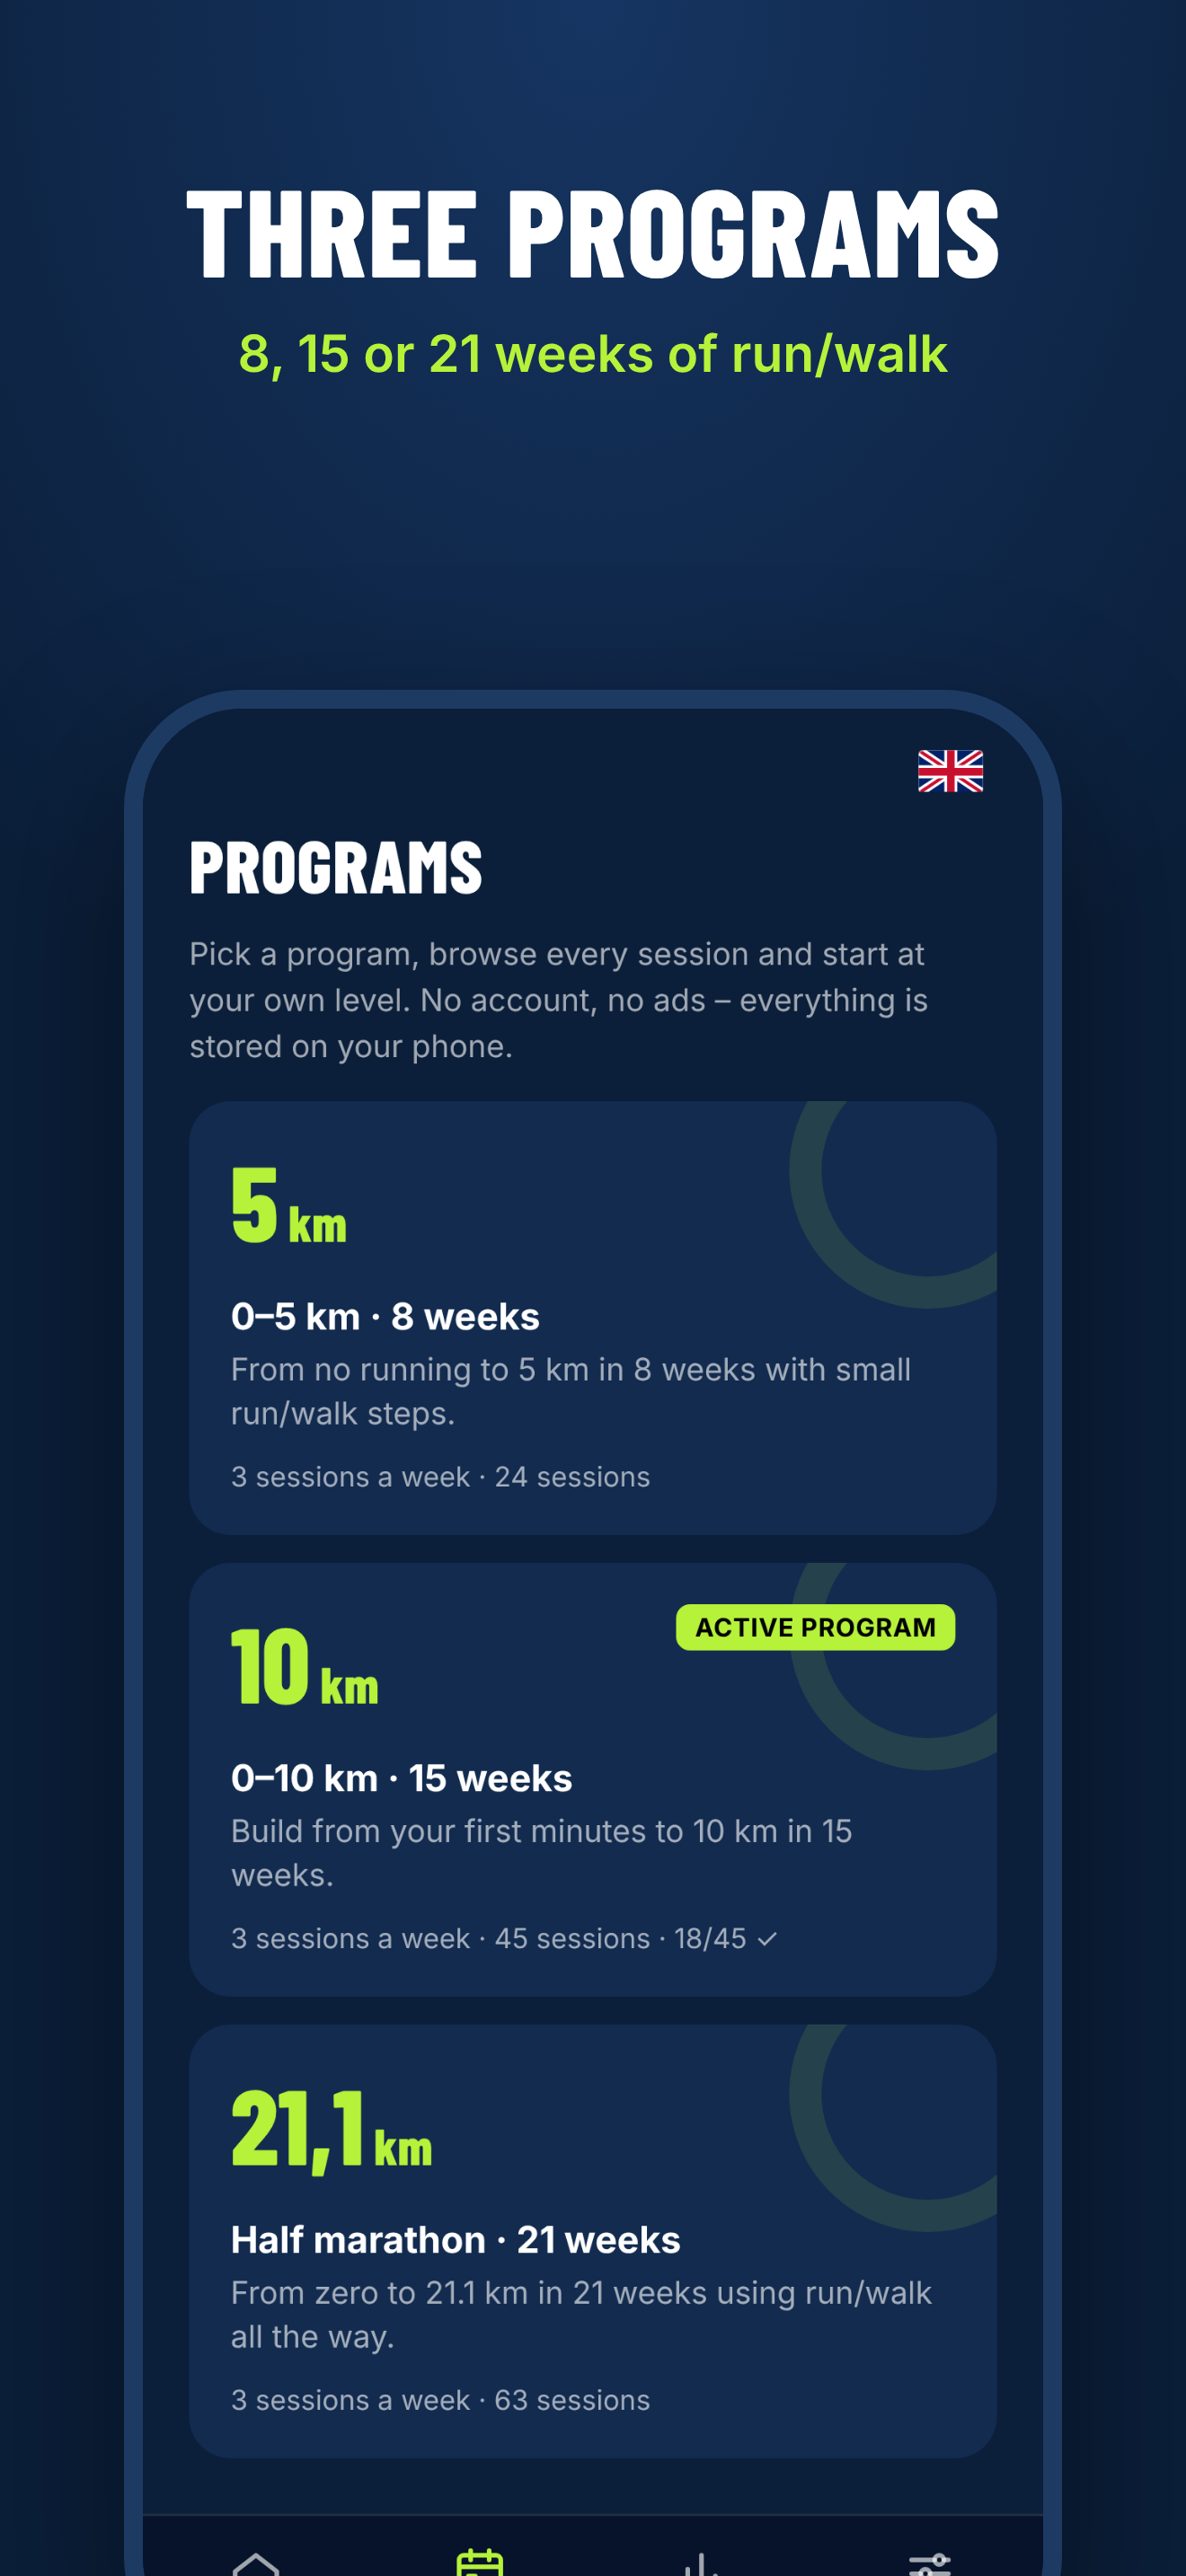 THREE PROGRAMS
8, 15 or 21 weeks of run/walk
PROGRAMS
Pick a program, browse every session and start at
your own level. No account, no ads – everything is
stored on your phone.
5 km
0–5 km · 8 weeks
From no running to 5 km in 8 weeks with small
run/walk steps.
3 sessions a week · 24 sessions
ACTIVE PROGRAM
10 km
0–10 km · 15 weeks
Build from your first minutes to 10 km in 15
weeks.
3 sessions a week · 45 sessions · 18/45 ✓
21,1 km
Half marathon · 21 weeks
From zero to 21.1 km in 21 weeks using run/walk
all the way.
3 sessions a week · 63 sessions